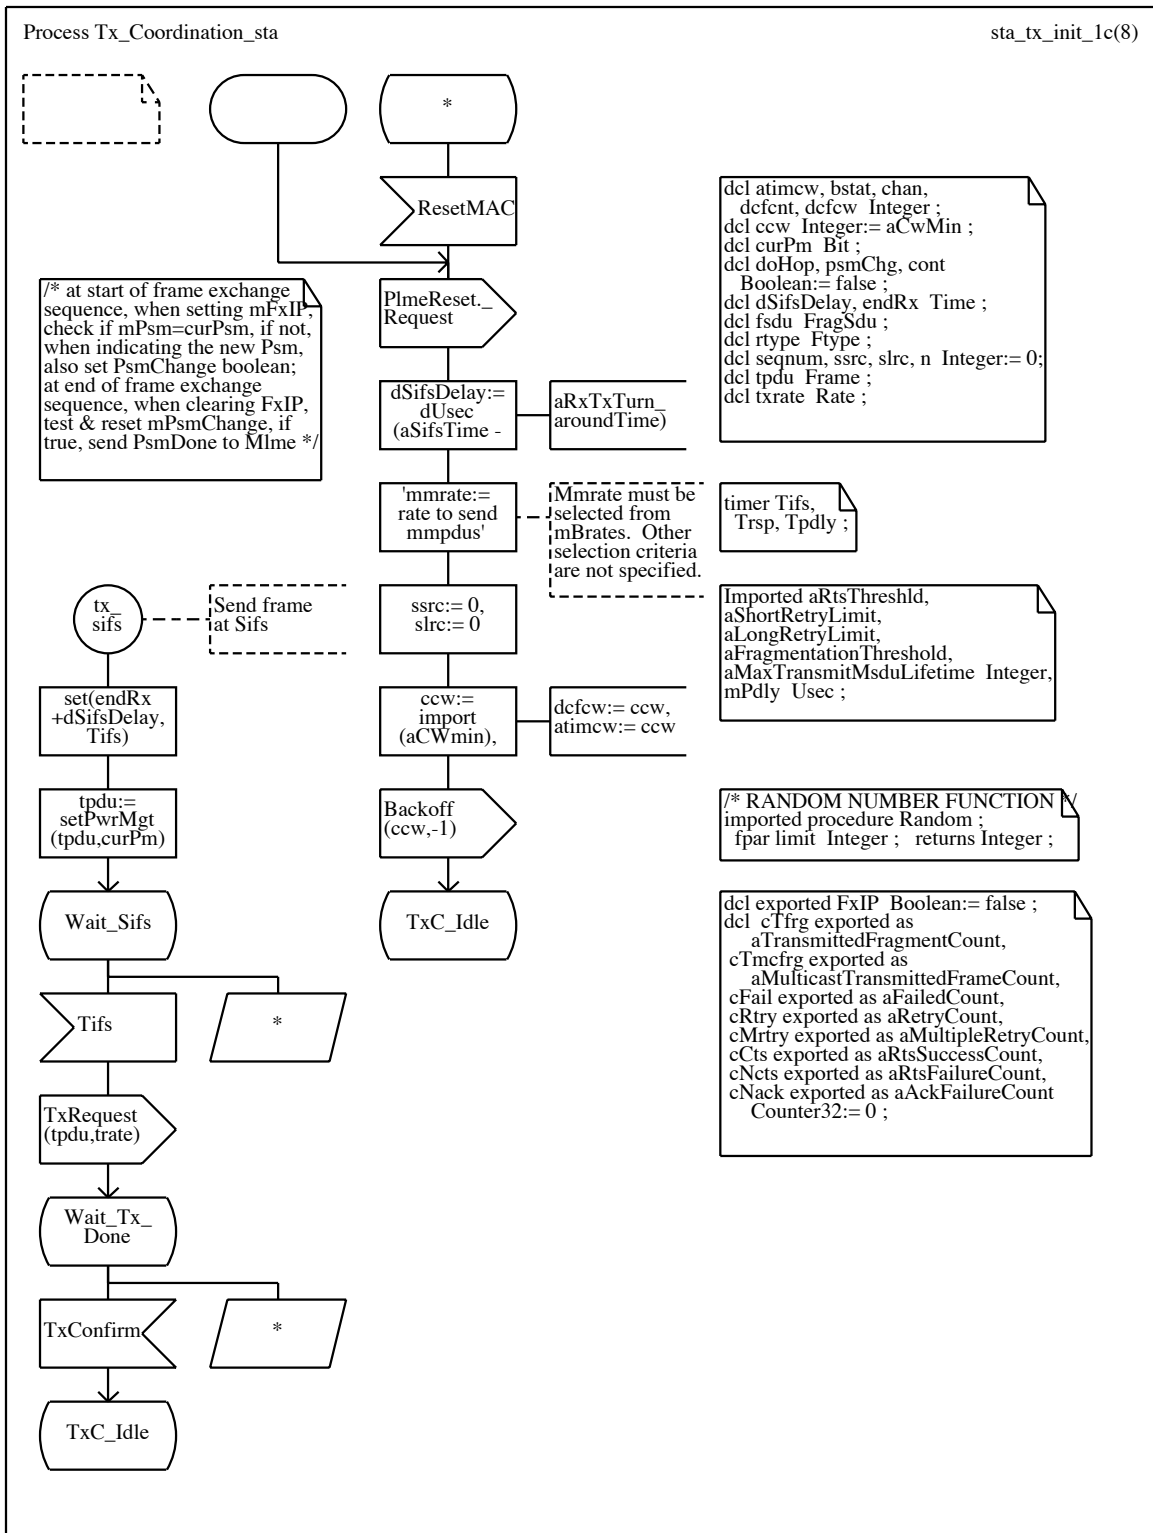 Process Tx_Coordination_sta
sta_tx_init_1c(8)
*
ResetMAC
PlmeReset._
Request
dSifsDelay:=
dUsec
(aSifsTime -
aRxTxTurn_
aroundTime)
'mmrate:=
rate to send
mmpdus'
Mmrate must be
selected from
mBrates.  Other
selection criteria
are not specified.
ssrc:= 0,
slrc:= 0
ccw:=
import
(aCWmin),
dcfcw:= ccw,
atimcw:= ccw
Backoff
(ccw,-1)
TxC_Idle
/* at start of frame exchange
sequence, when setting mFxIP,
check if mPsm=curPsm, if not,
when indicating the new Psm,
also set PsmChange boolean;
at end of frame exchange
sequence, when clearing FxIP,
test & reset mPsmChange, if
true, send PsmDone to Mlme */
tx_
sifs
Send frame
at Sifs
set(endRx
+dSifsDelay,
Tifs)
tpdu:=
setPwrMgt
(tpdu,curPm)
Wait_Sifs
Tifs
*
TxRequest
(tpdu,trate)
Wait_Tx_
Done
TxConfirm
*
TxC_Idle
dcl atimcw, bstat, chan,
dcfcnt, dcfcw  Integer ;
dcl ccw  Integer:= aCwMin ;
dcl curPm  Bit ;
dcl doHop, psmChg, cont
Boolean:= false ;
dcl dSifsDelay, endRx  Time ;
dcl fsdu  FragSdu ;
dcl rtype  Ftype ;
dcl seqnum, ssrc, slrc, n  Integer:= 0;
dcl tpdu  Frame ;
dcl txrate  Rate ;
timer Tifs,
Trsp, Tpdly ;
Imported aRtsThreshld,
aShortRetryLimit,
aLongRetryLimit,
aFragmentationThreshold,
aMaxTransmitMsduLifetime  Integer,
mPdly  Usec ;
/* RANDOM NUMBER FUNCTION */
imported procedure Random ;
fpar limit  Integer ;   returns Integer ;
dcl exported FxIP  Boolean:= false ;
dcl  cTfrg exported as
aTransmittedFragmentCount,
cTmcfrg exported as
aMulticastTransmittedFrameCount,
cFail exported as aFailedCount,
cRtry exported as aRetryCount,
cMrtry exported as aMultipleRetryCount,
cCts exported as aRtsSuccessCount,
cNcts exported as aRtsFailureCount,
cNack exported as aAckFailureCount
Counter32:= 0 ;